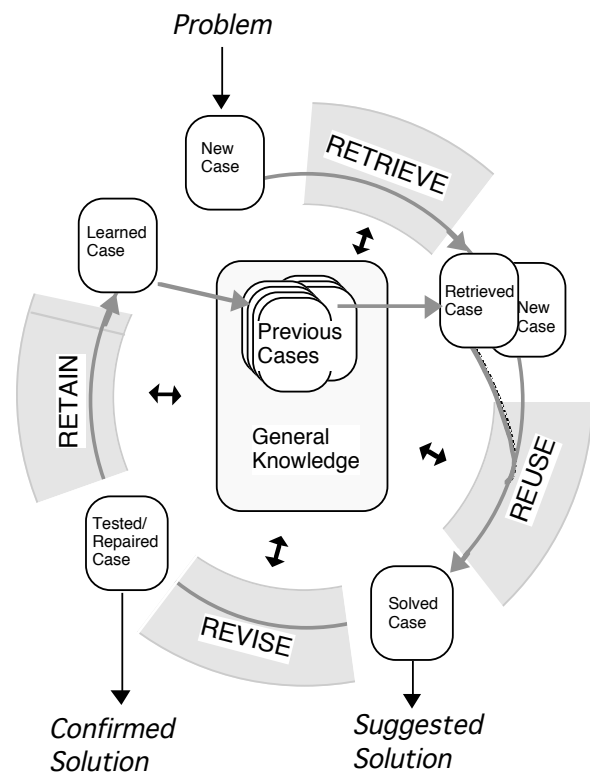 Problem
New
Case
RETRIEVE
Learned
Case
Retrieved
Case
New
Case
Previous
Cases
General
Knowledge
RETAIN
REUSE
Tested/
Repaired
Case
REVISE
Solved
Case
Confirmed
Solution
Suggested
Solution